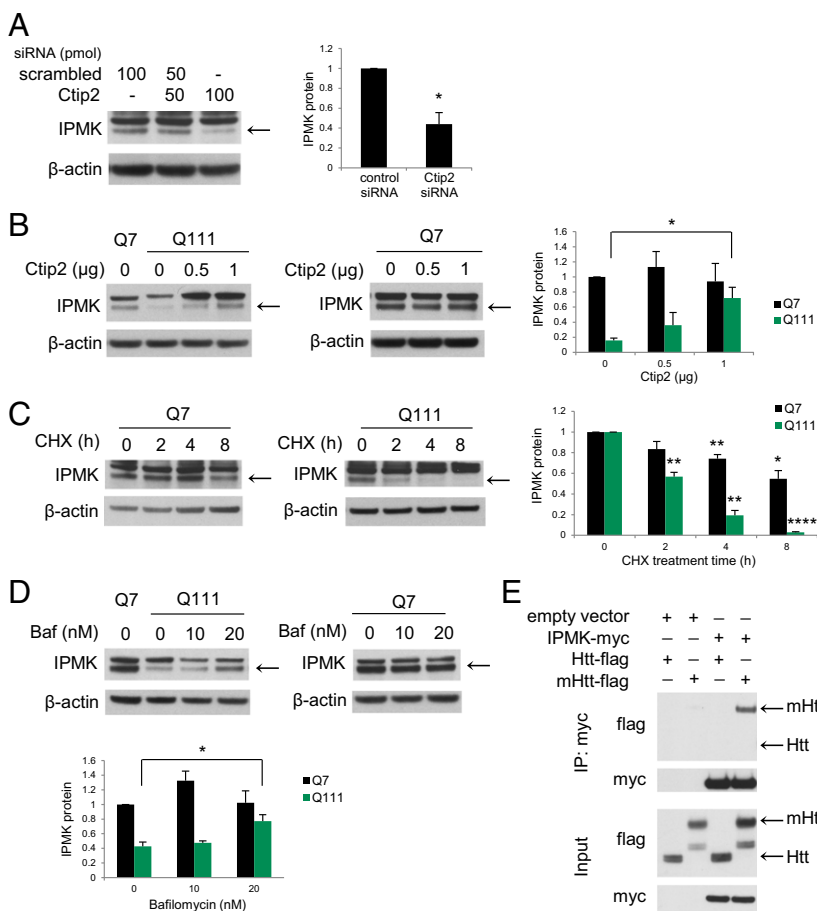 A
siRNA (pmol)
scrambled 100 50 -
Ctip2 - 50 100
IPMK
β-actin
IPMK protein
1.2
1
0.8
0.6
0.4
0.2
0
*
control siRNA
Ctip2 siRNA
B
Q7 Q111
Ctip2 (µg) 0 0 0.5 1
IPMK
β-actin
Q7
Ctip2 (µg) 0 0.5 1
IPMK
β-actin
IPMK protein
1.6
1.4
1.2
1
0.8
0.6
0.4
0.2
0
*
Q7
Q111
0 0.5 1
Ctip2 (µg)
C
Q7
CHX (h) 0 2 4 8
IPMK
β-actin
Q111
CHX (h) 0 2 4 8
IPMK
β-actin
IPMK protein
1.2
1
0.8
0.6
0.4
0.2
0
** ** ** * ****
Q7
Q111
0 2 4 8
CHX treatment time (h)
D
Q7 Q111
Baf (nM) 0 0 10 20
IPMK
β-actin
Q7
Baf (nM) 0 10 20
IPMK
β-actin
IPMK protein
1.6
1.4
1.2
1
0.8
0.6
0.4
0.2
0
*
Q7
Q111
0 10 20
Bafilomycin (nM)
E
empty vector + + – –
IPMK-myc – – + +
Htt-flag + – + –
mHtt-flag – + – +
IP: myc
flag
mHt
Htt
myc
Input
flag
mHt
Htt
myc